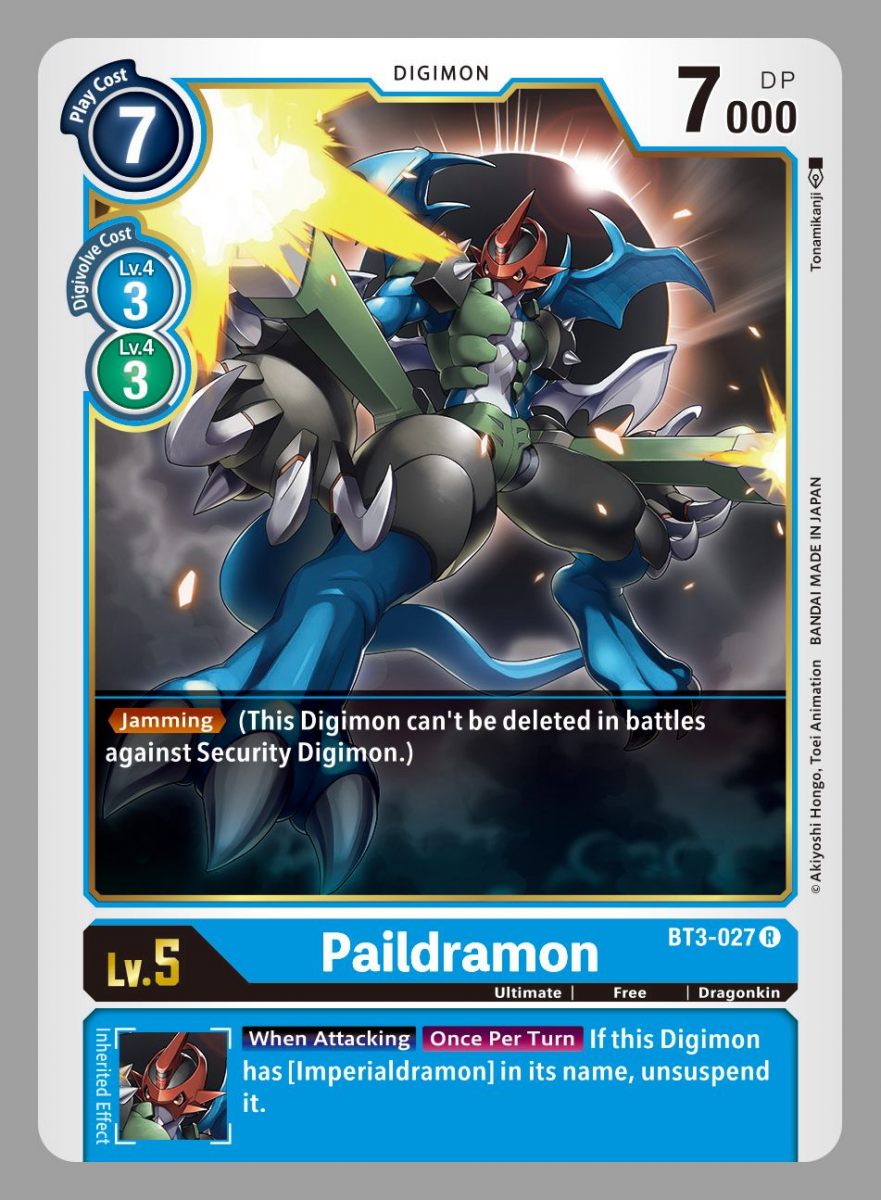 DIGIMON
Play Cost
7
7000
DP
Digivolve Cost
Lv.4
3
Lv.4
3
Tonamikanji
BANDAI MADE IN JAPAN
© Akiyoshi Hongo, Toei Animation
Jamming (This Digimon can't be deleted in battles
against Security Digimon.)
Lv.5
Paildramon
BT3-027 R
Ultimate | Free | Dragonkin
Inherited Effect
When Attacking Once Per Turn If this Digimon
has [Imperialdramon] in its name, unsuspend
it.